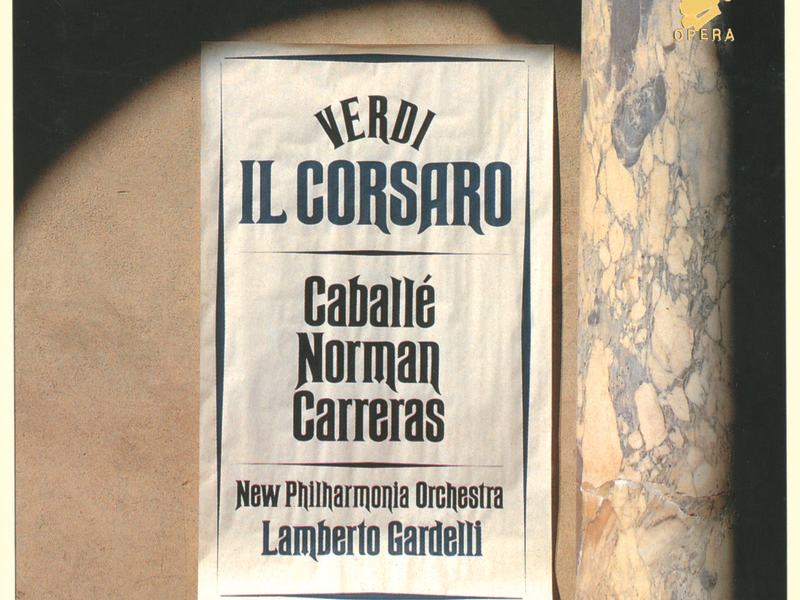 OPERA
VERDI
IL CORSARO
Caballé
Norman
Carreras
New Philharmonia Orchestra
Lamberto Gardelli